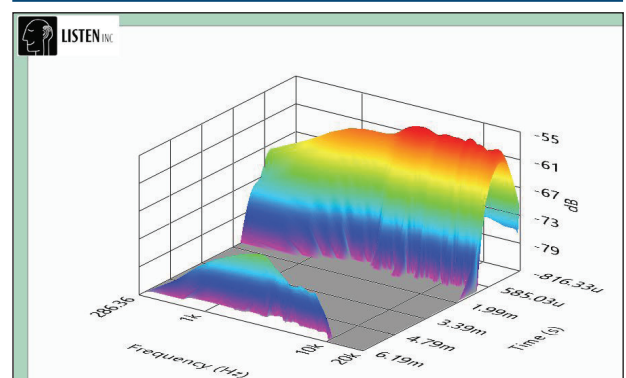 LISTEN INC
-55
-61
-67
dB
-73
-79
-816.33u
585.03u
1.99m
3.39m
Time (s)
4.79m
6.19m
286.36
1k
10k
20k
Frequency (Hz)